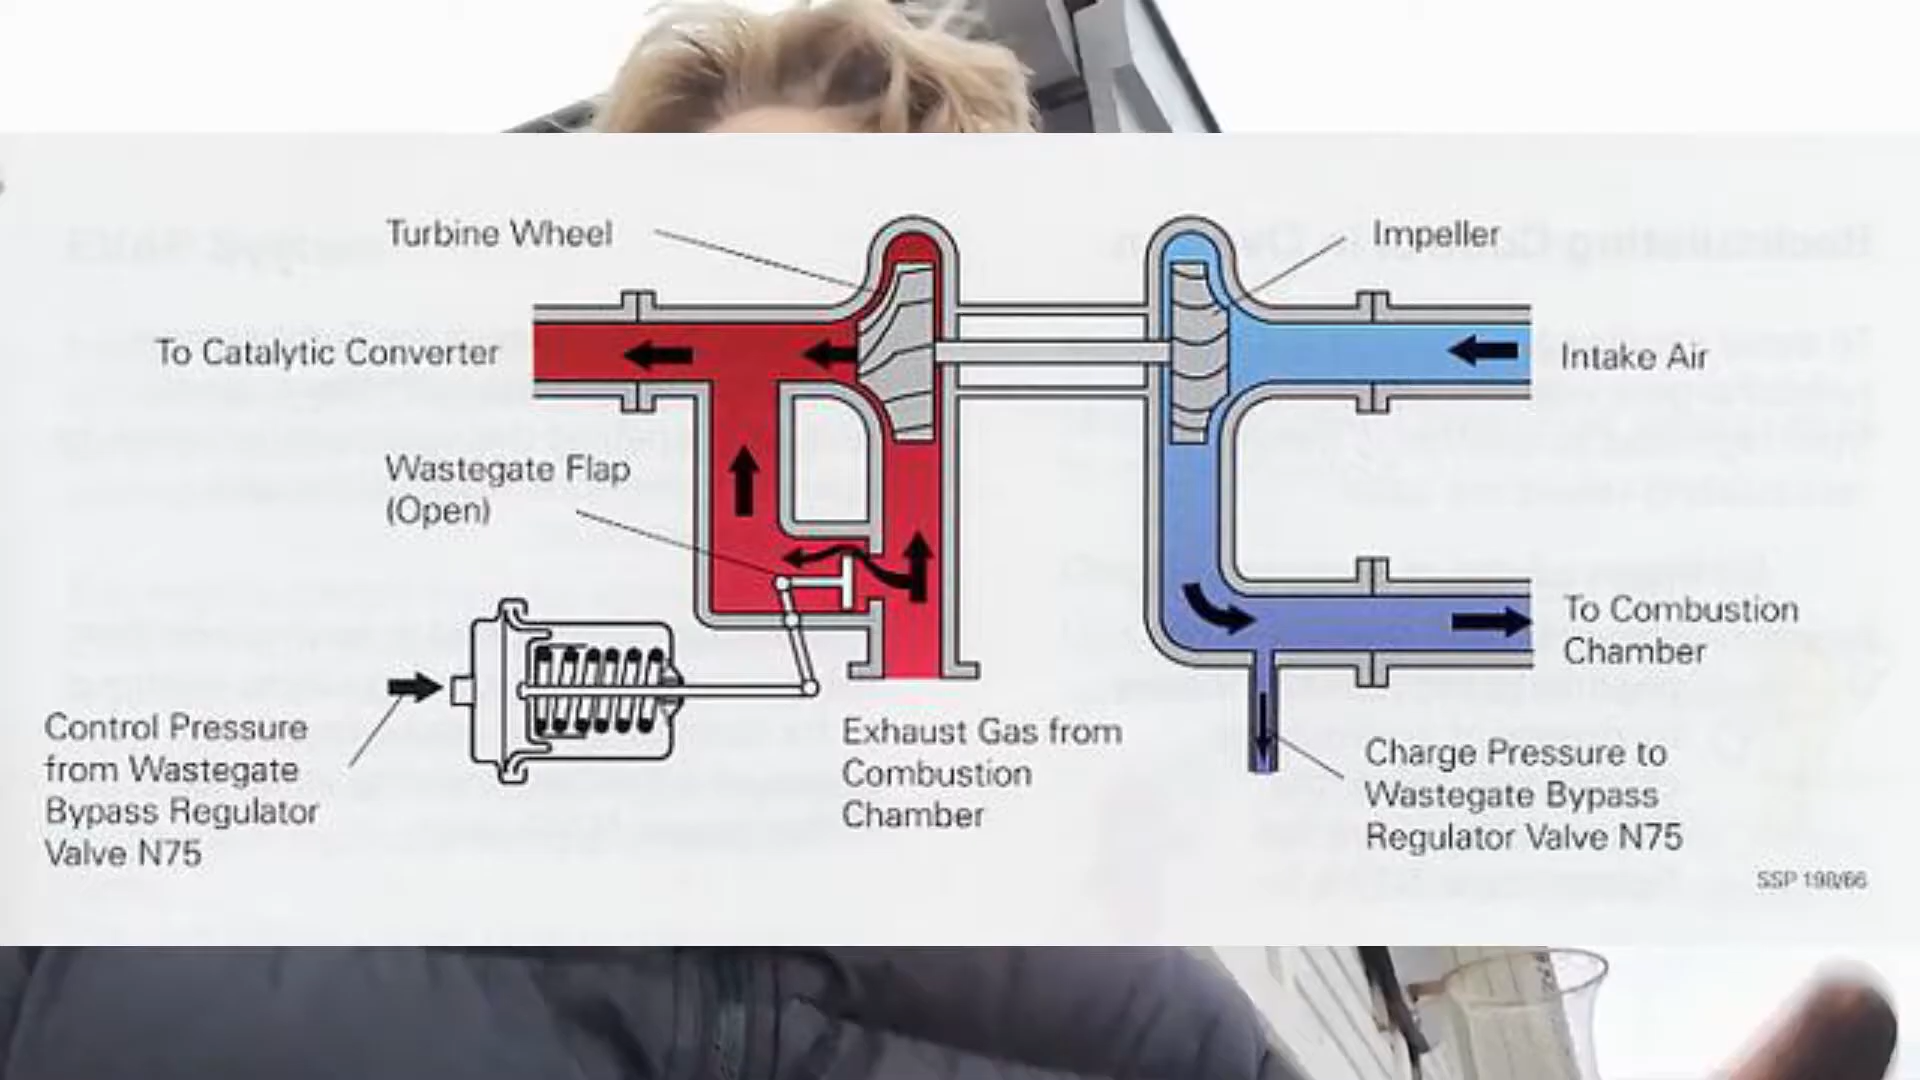 Turbine Wheel
Impeller
To Catalytic Converter
Intake Air
Wastegate Flap
(Open)
To Combustion
Chamber
Control Pressure
from Wastegate
Bypass Regulator
Valve N75
Exhaust Gas from
Combustion
Chamber
Charge Pressure to
Wastegate Bypass
Regulator Valve N75
SSP 198/66